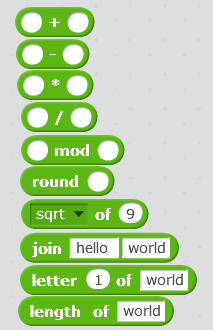 +
-
*
/
mod
round
sqrt of 9
join hello world
letter 1 of world
length of world